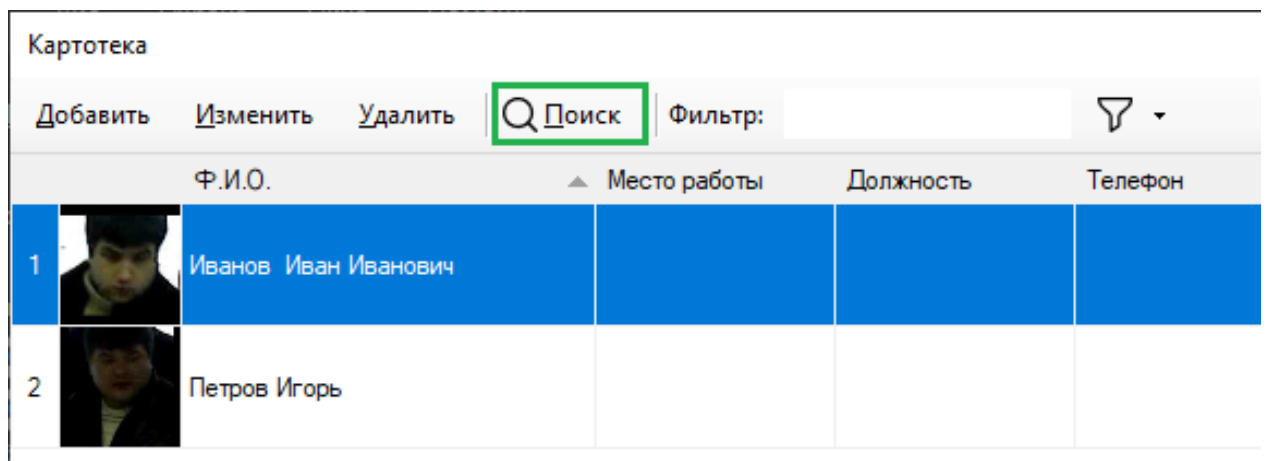 Картотека
Добавить Изменить Удалить Поиск Фильтр:
Ф.И.О. Место работы Должность Телефон
1 Иванов Иван Иванович
2 Петров Игорь